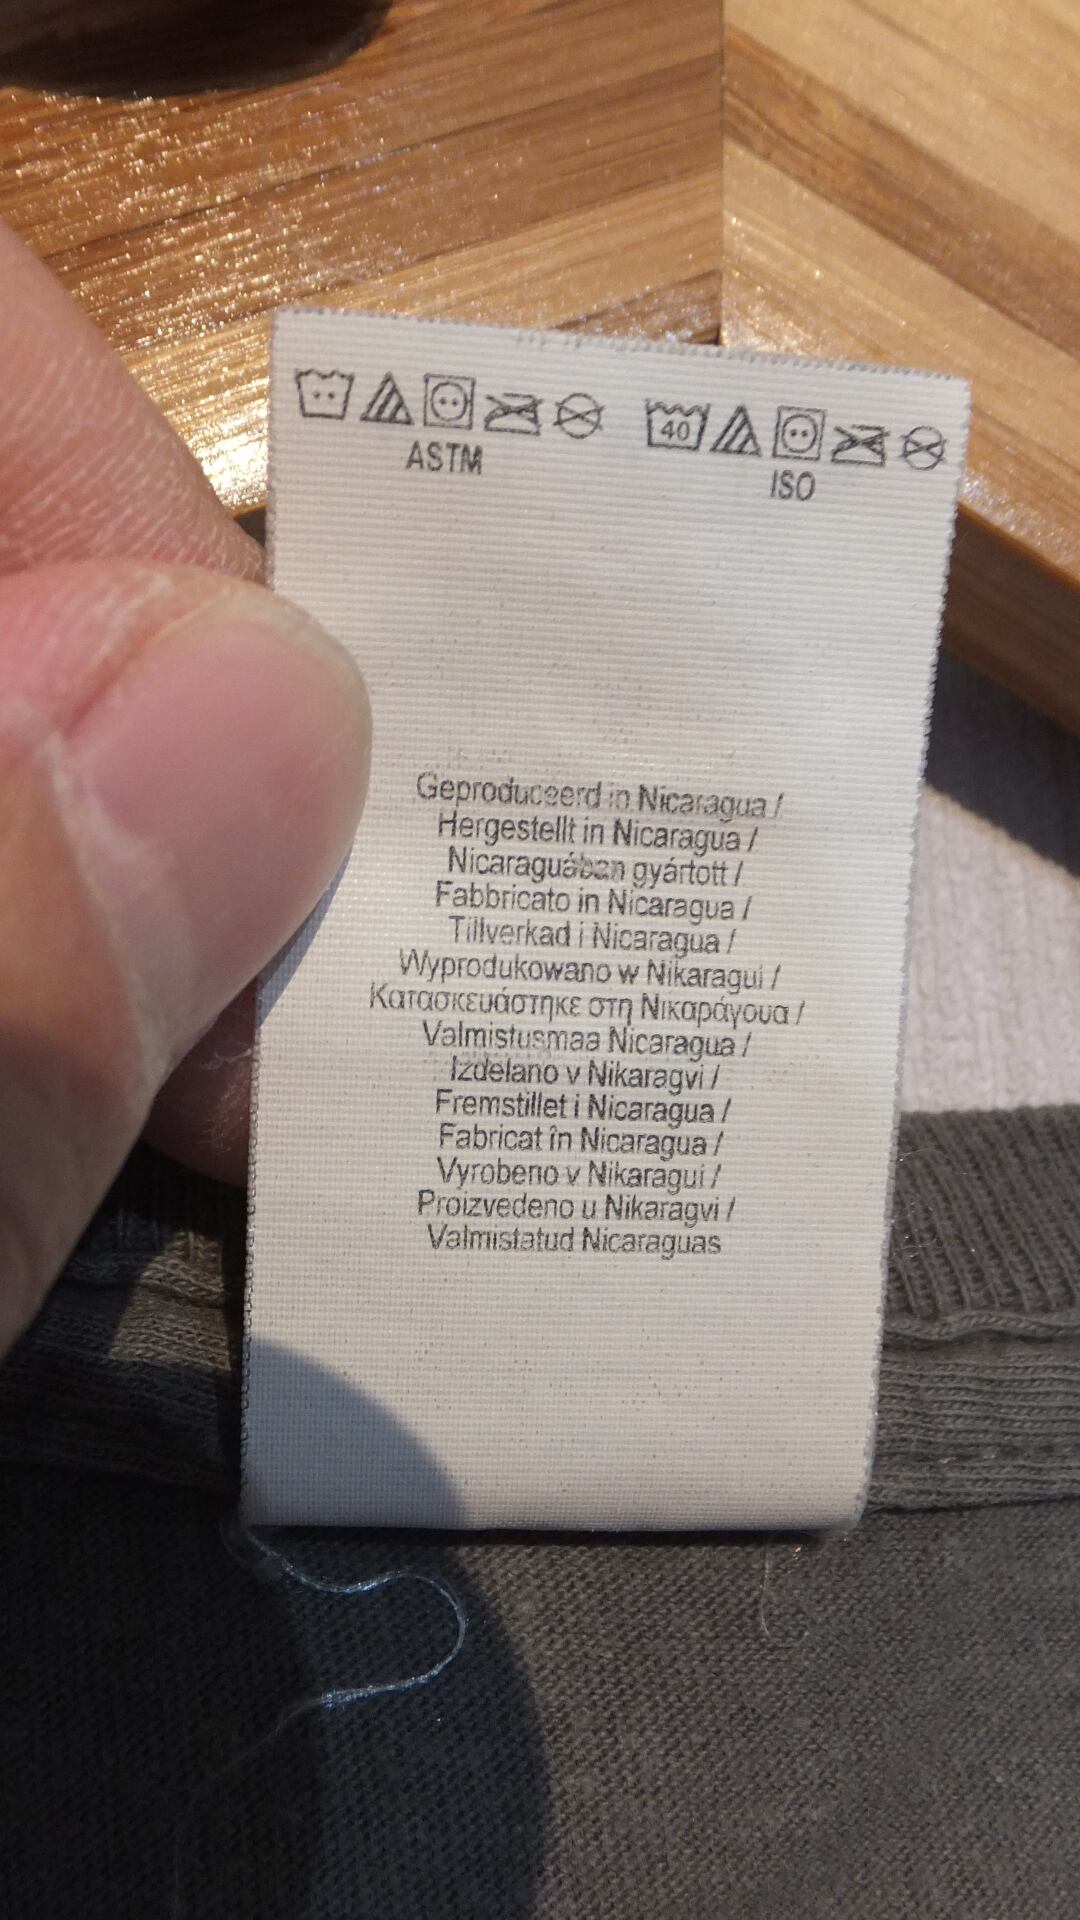 40
ASTM
ISO
Geproduceerd in Nicaragua /
Hergestellt in Nicaragua /
Nicaraguában gyártott /
Fabbricato in Nicaragua /
Tillverkad i Nicaragua /
Wyprodukowano w Nikaragui /
Κατασκευάστηκε στη Νικαράγουα /
Valmistusmaa Nicaragua /
Izdelano v Nikaragvi /
Fremstillet i Nicaragua /
Fabricat în Nicaragua /
Vyrobeno v Nikaragui /
Proizvedeno u Nikaragvi /
Valmistatud Nicaraguas